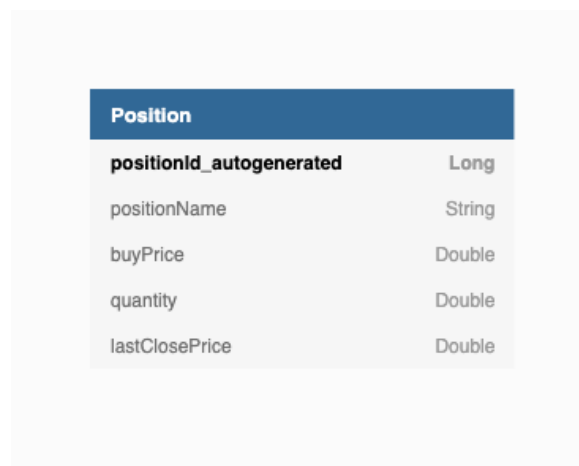 Position
positionId_autogenerated Long
positionName String
buyPrice Double
quantity Double
lastClosePrice Double